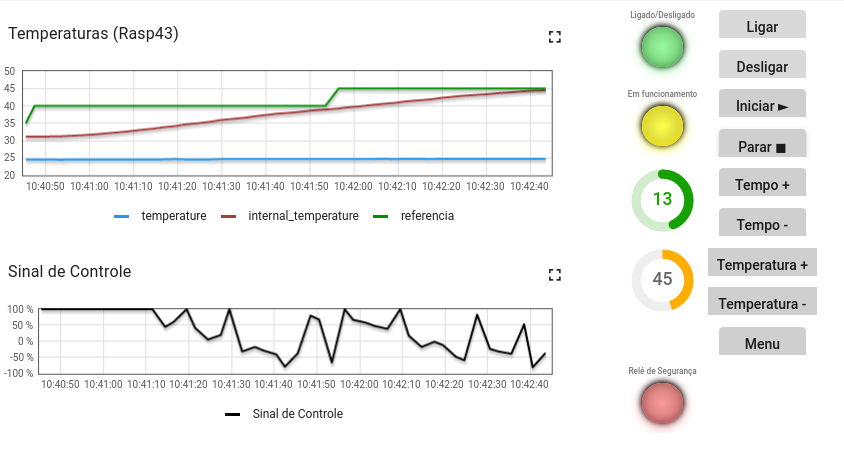 Temperaturas (Rasp43)
50
45
40
35
30
25
20
10:40:50 10:41:00 10:41:10 10:41:20 10:41:30 10:41:40 10:41:50 10:42:00 10:42:10 10:42:20 10:42:30 10:42:40
temperature internal_temperature referencia
Sinal de Controle
100 %
50 %
0 %
-50 %
-100 %
10:40:50 10:41:00 10:41:10 10:41:20 10:41:30 10:41:40 10:41:50 10:42:00 10:42:10 10:42:20 10:42:30 10:42:40
Sinal de Controle
Ligado/Desligado
Em funcionamento
13
45
Relé de Segurança
Ligar
Desligar
Iniciar ►
Parar ■
Tempo +
Tempo -
Temperatura +
Temperatura -
Menu